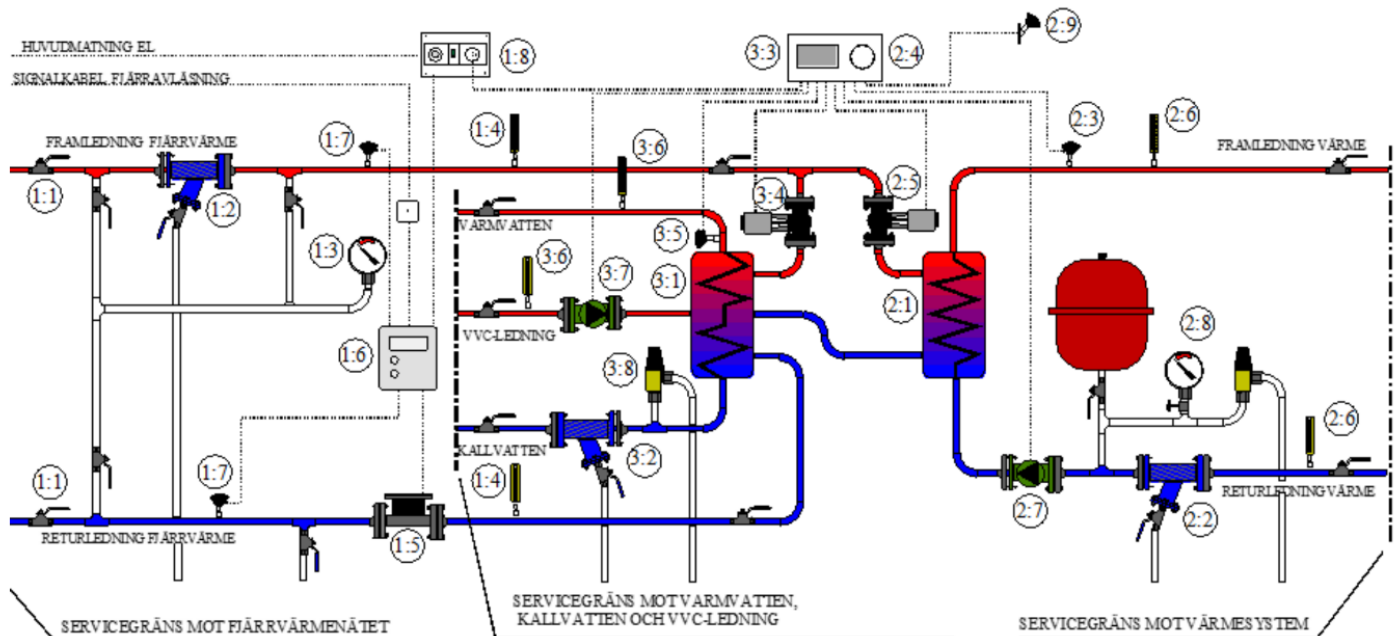 HUVUDMATNING EL
SIGNALKABEL FJÄRRAVLÄSNING
1:8
3:3
2:4
2:9
FRAMLEDNING FJÄRRVÄRME
1:7
1:4
3:6
2:3
2:6
FRAMLEDNING VÄRME
1:1
1:2
3:4
2:5
VARMVATTEN
3:5
1:3
3:6
3:7
3:1
2:1
VVC-LEDNING
1:6
3:8
2:8
KALLVATTEN
3:2
2:6
1:1
1:7
1:4
RETURLEDNING FJÄRRVÄRME
1:5
2:7
2:2
RETURLEDNING VÄRME
SERVICEGRÄNS MOT FJÄRRVÄRMENÄTET
SERVICEGRÄNS MOT VARMVATTEN,
KALLVATTEN OCH VVC-LEDNING
SERVICEGRÄNS MOT VÄRMESYSTEM